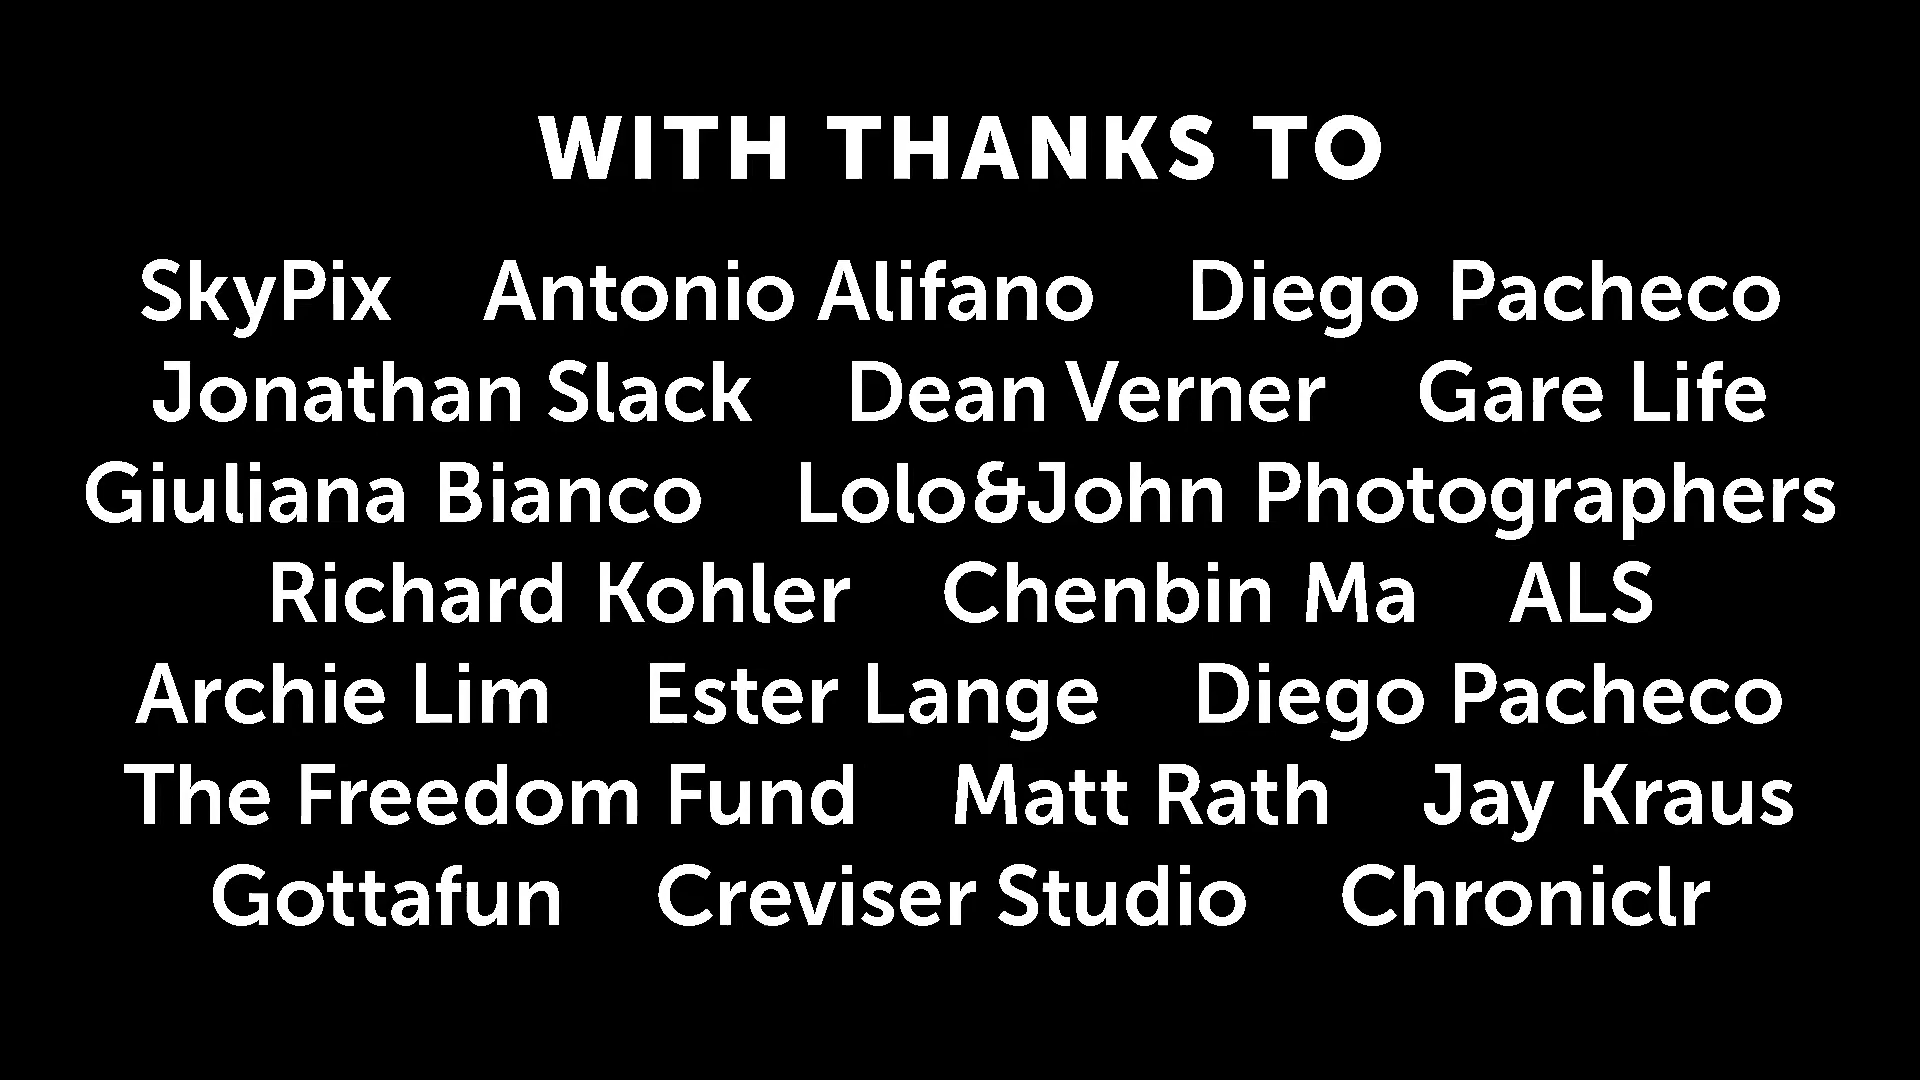 WITH THANKS TO
SkyPix Antonio Alifano Diego Pacheco
Jonathan Slack Dean Verner Gare Life
Giuliana Bianco Lolo&John Photographers
Richard Kohler Chenbin Ma ALS
Archie Lim Ester Lange Diego Pacheco
The Freedom Fund Matt Rath Jay Kraus
Gottafun Creviser Studio Chroniclr